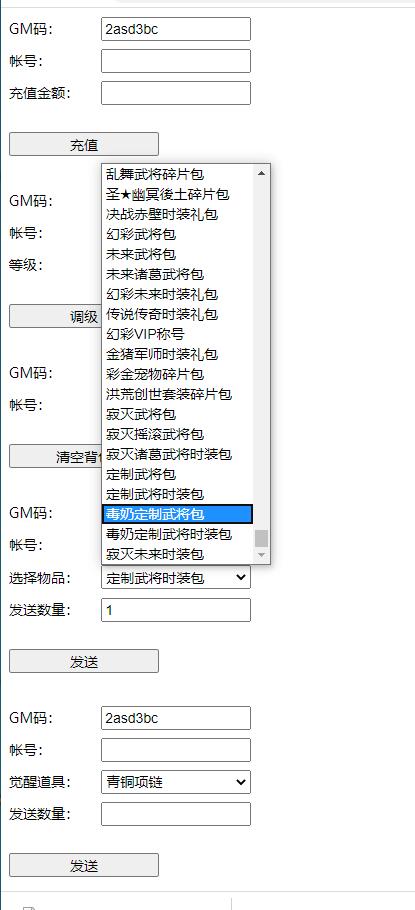 GM码： 2asd3bc
帐号：
充值金额：
充值
乱舞武将碎片包
圣★幽冥後土碎片包
GM码： 决战赤壁时装礼包
帐号： 幻彩武将包
未来武将包
等级： 未来诸葛武将包
幻彩未来时装礼包
调级 传说传奇时装礼包
幻彩VIP称号
金猪军师时装礼包
GM码： 彩金宠物碎片包
洪荒创世套装碎片包
帐号： 寂灭武将包
寂灭摇滚武将包
清空背 寂灭诸葛武将时装包
定制武将包
定制武将时装包
GM码： 毒奶定制武将包
毒奶定制武将时装包
帐号： 寂灭未来时装包
选择物品： 定制武将时装包
发送数量： 1
发送
GM码： 2asd3bc
帐号：
觉醒道具： 青铜项链
发送数量：
发送